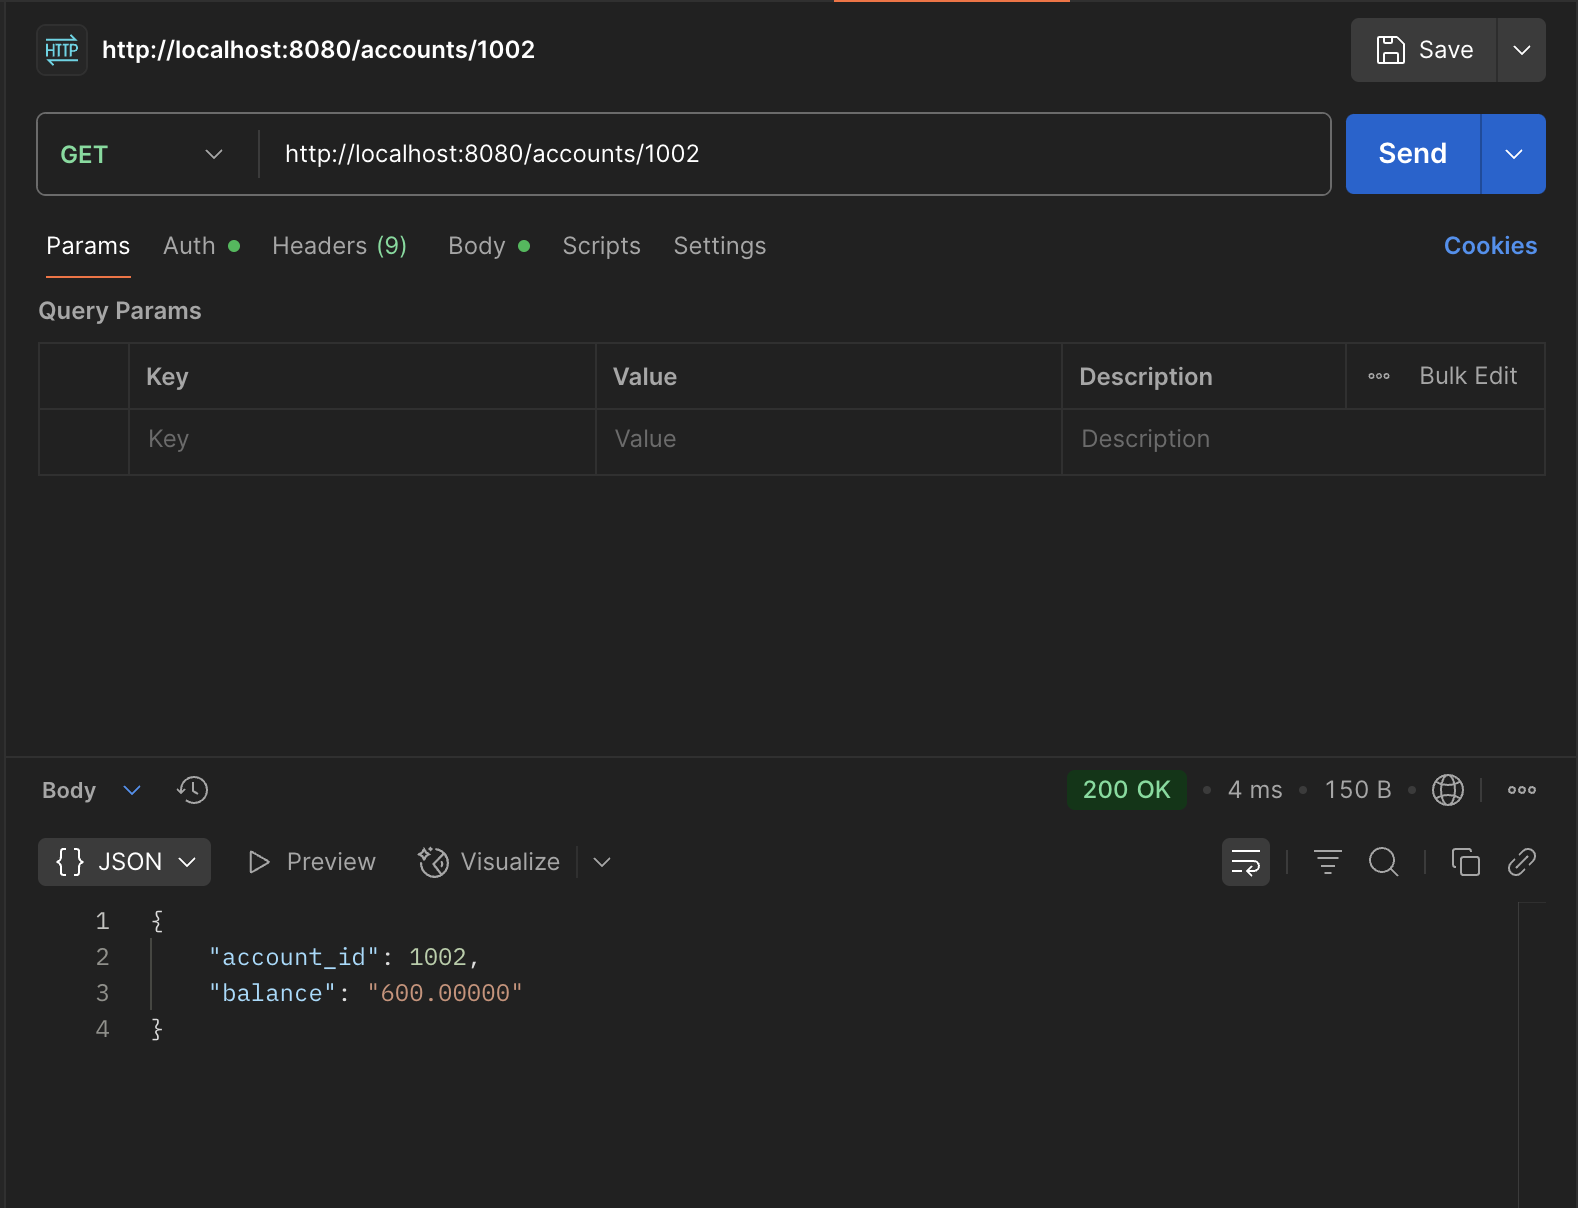 HTTP http://localhost:8080/accounts/1002 Save
GET http://localhost:8080/accounts/1002 Send
Params Auth Headers (9) Body Scripts Settings Cookies
Query Params
Key Value Description Bulk Edit
Key Value Description
Body 200 OK • 4 ms • 150 B •
{} JSON Preview Visualize
1 {
2 "account_id": 1002,
3 "balance": "600.00000"
4 }